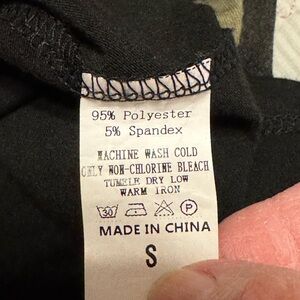 95% Polyester
5% Spandex
MACHINE WASH COLD
ONLY NON-CHLORINE BLEACH
TUMBLE DRY LOW
WARM IRON
30 P
MADE IN CHINA
S